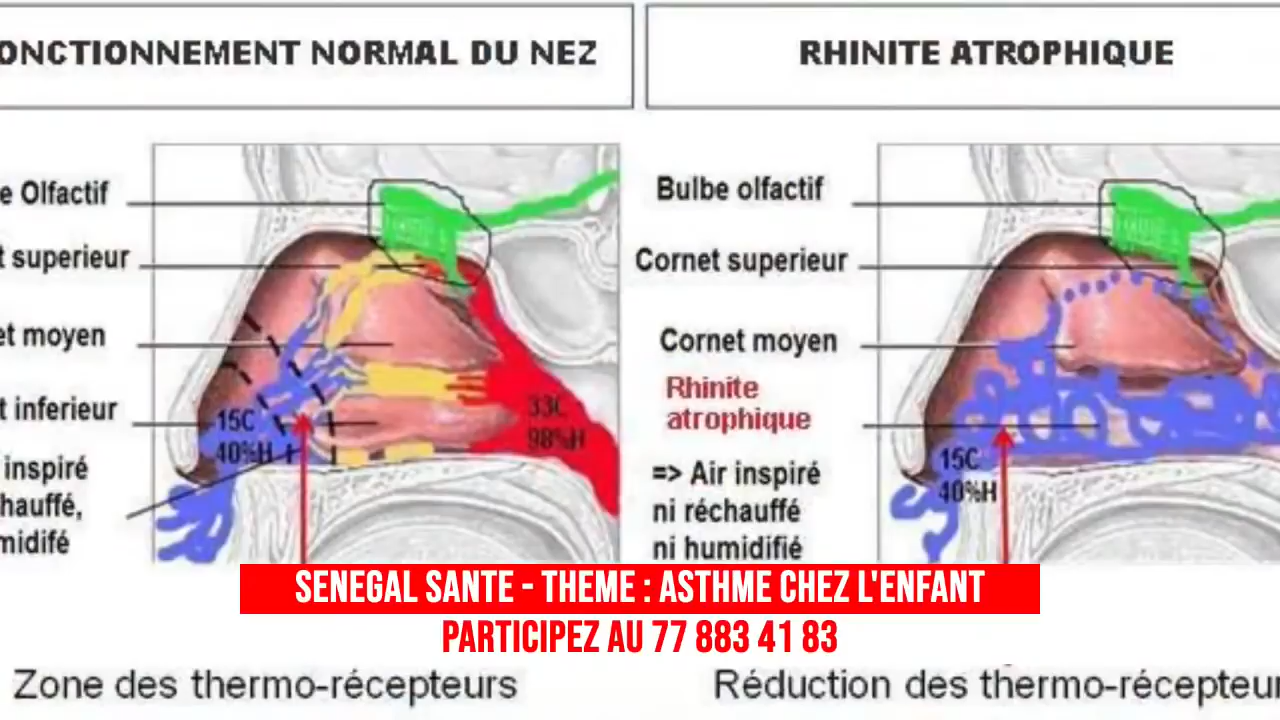 ONCTIONNEMENT NORMAL DU NEZ
e Olfactif
t superieur
et moyen
t inferieur
inspiré
hauffé,
midifé
15C
40%H
33C
98%H
Zone des thermo-récepteurs
RHINITE ATROPHIQUE
Bulbe olfactif
Cornet superieur
Cornet moyen
Rhinite
atrophique
=> Air inspiré
ni réchauffé
ni humidifié
15C
40%H
Réduction des thermo-récepteur
SENEGAL SANTE - THEME : ASTHME CHEZ L'ENFANT
PARTICIPEZ AU 77 883 41 83